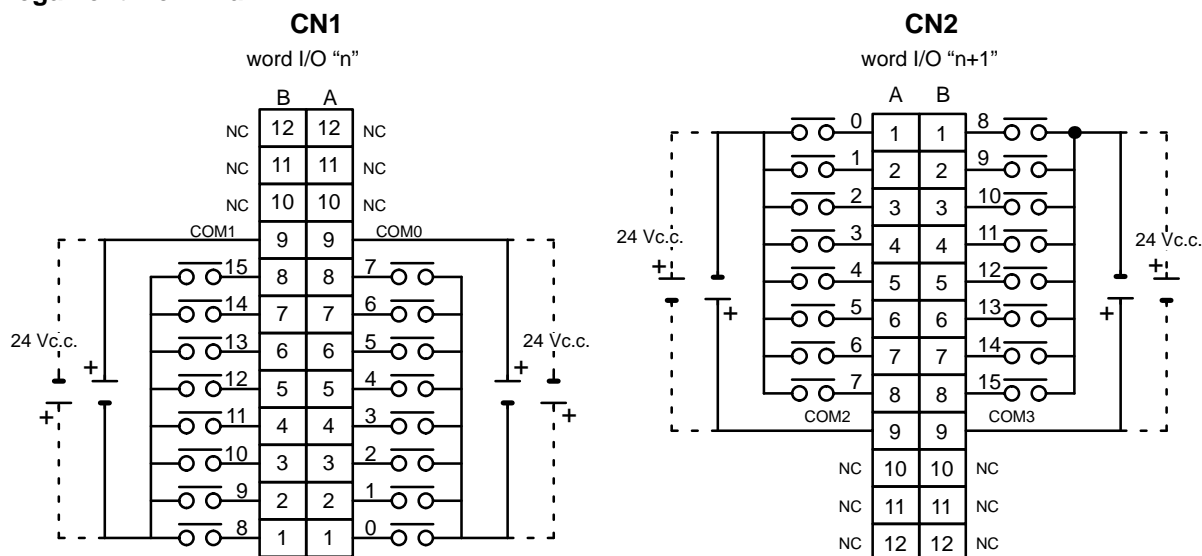 CN1
word I/O “n”
B A
NC 12 12 NC
NC 11 11 NC
NC 10 10 NC
COM1 9 9 COM0
15 8 8 7
14 7 7 6
13 6 6 5
24 Vc.c. 24 Vc.c.
+ +
12 5 5 4
+ +
11 4 4 3
10 3 3 2
9 2 2 1
8 1 1 0
CN2
word I/O “n+1”
A B
0 1 1 8
1 2 2 9
2 3 3 10
3 4 4 11
24 Vc.c. 24 Vc.c.
+ +
4 5 5 12
+ +
5 6 6 13
6 7 7 14
7 8 8 15
COM2 9 9 COM3
NC 10 10 NC
NC 11 11 NC
NC 12 12 NC